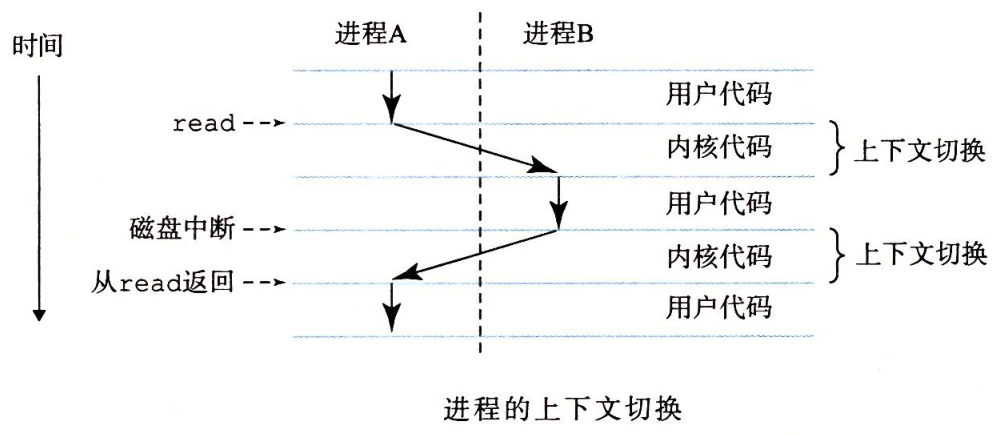 进程A 进程B
时间
用户代码
read
内核代码 上下文切换
用户代码
磁盘中断
内核代码 上下文切换
从read返回
用户代码
进程的上下文切换